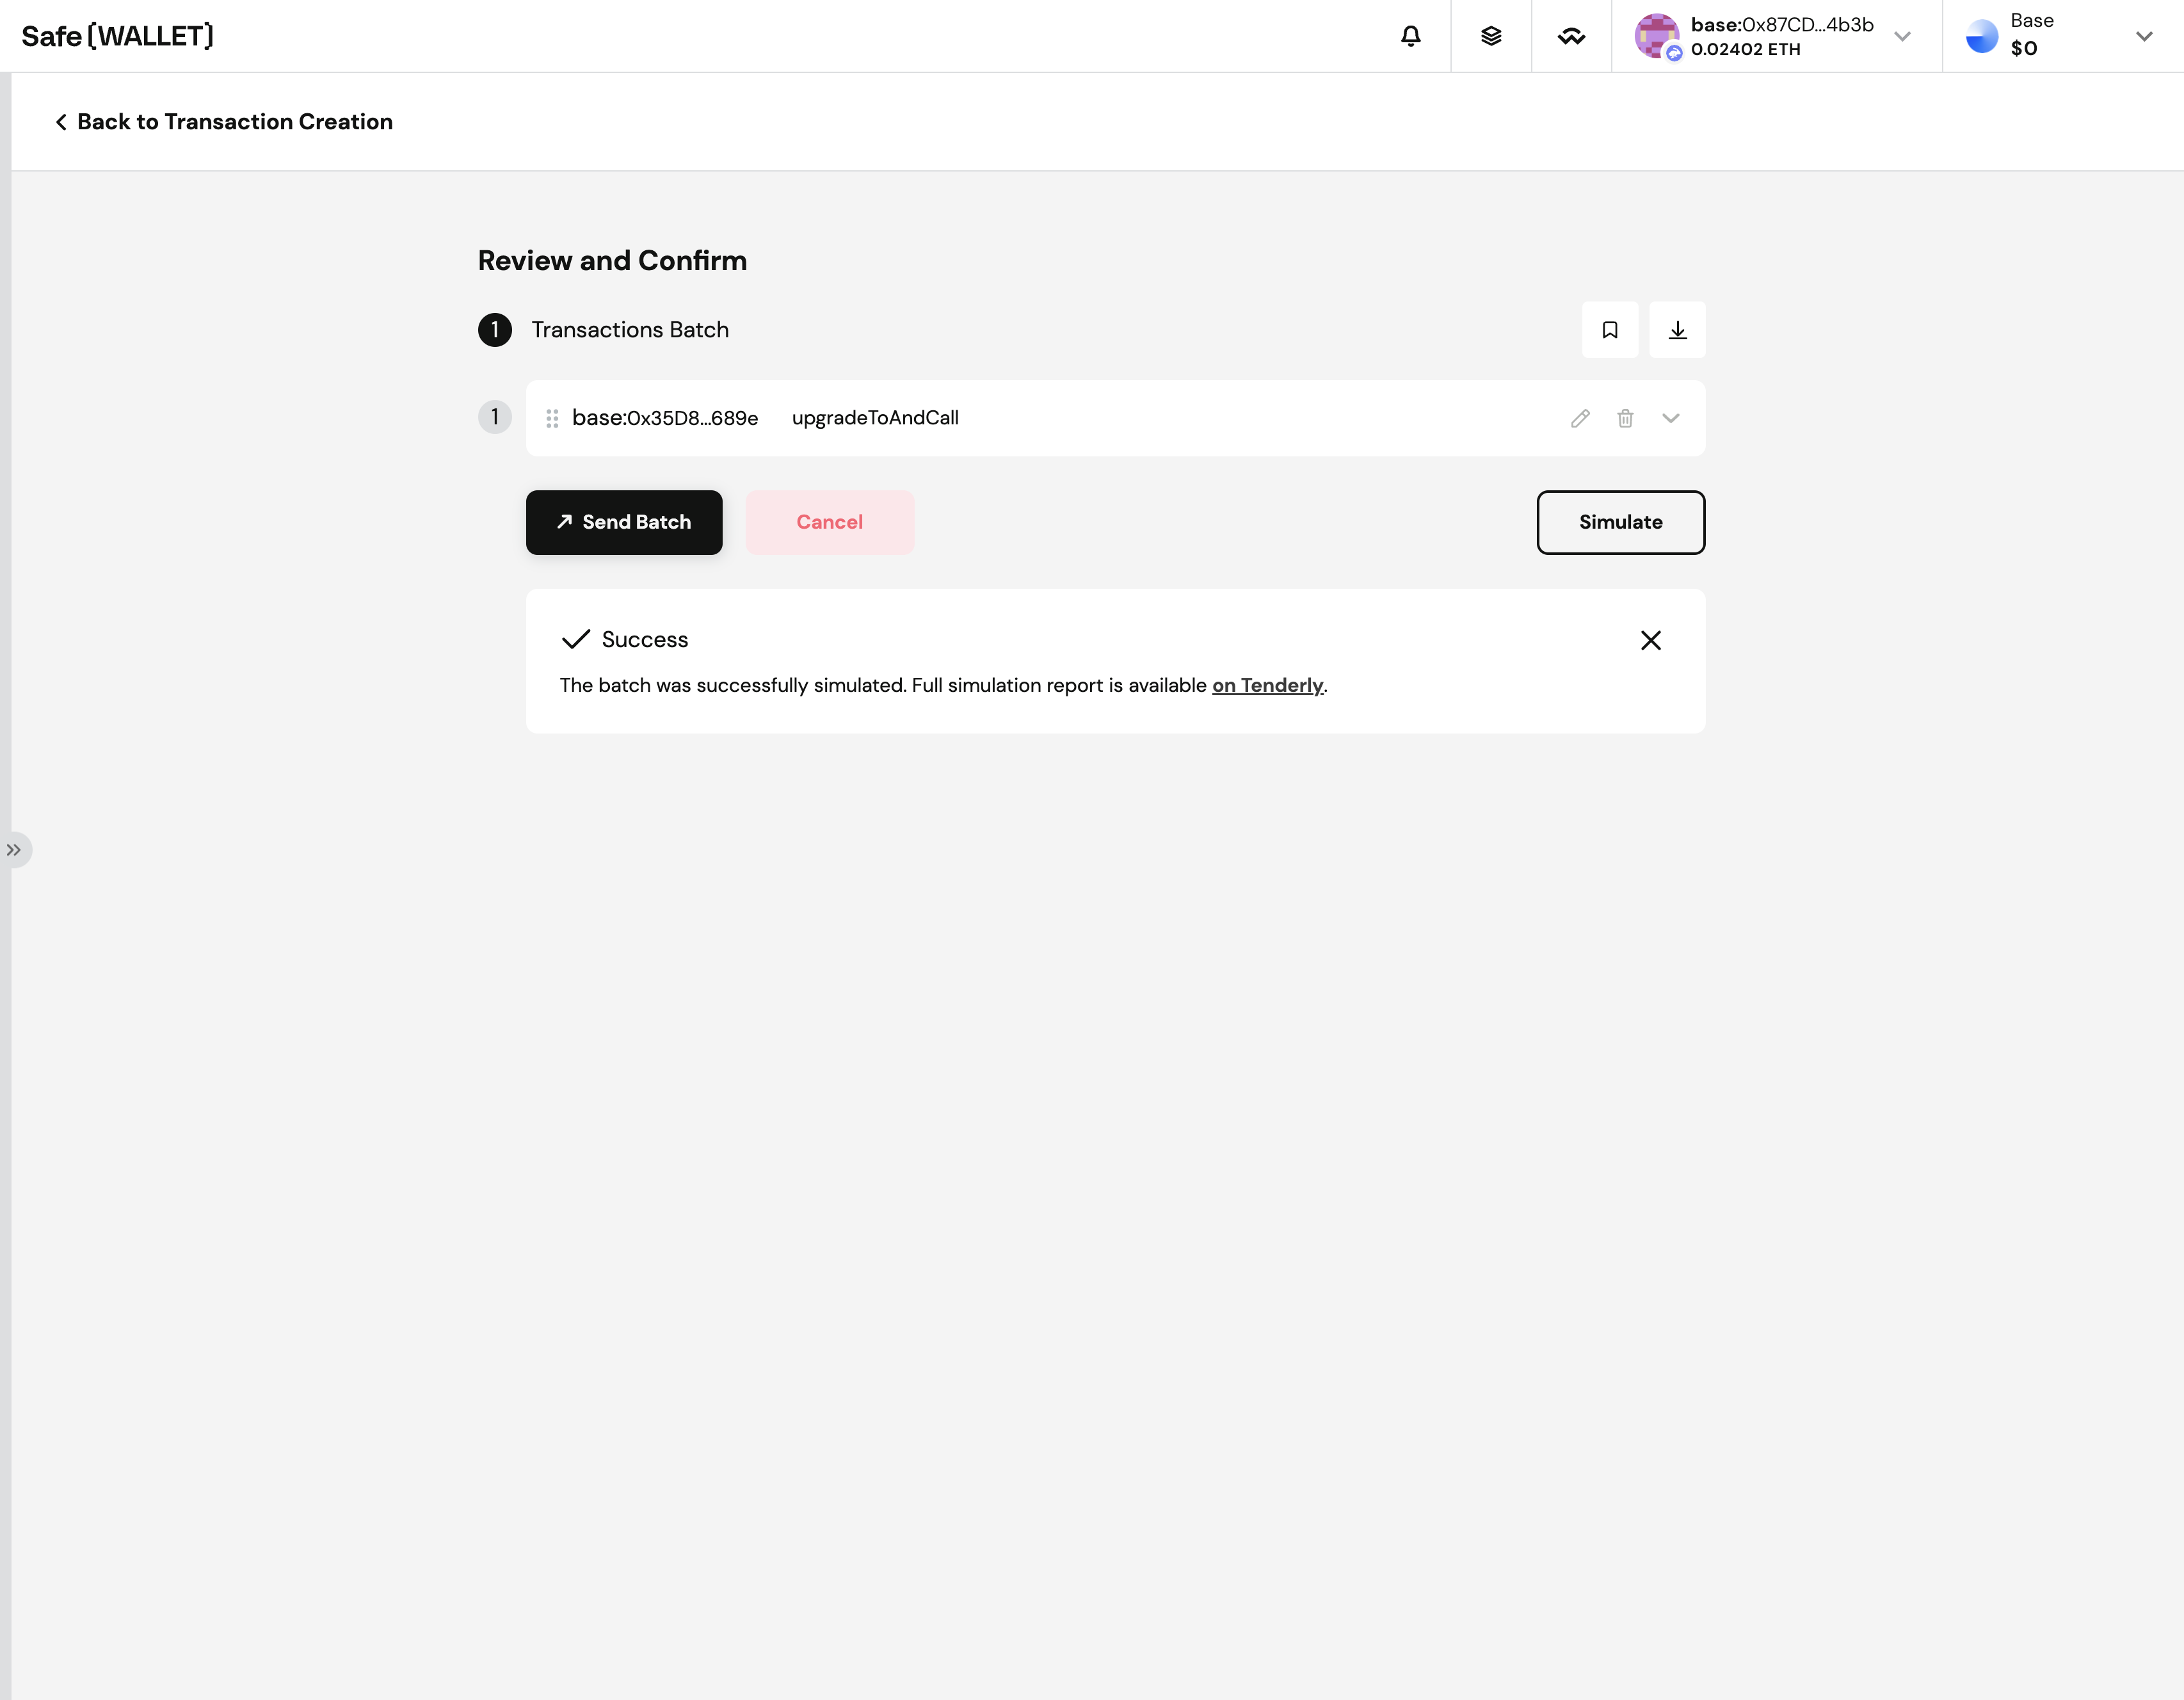 Safe{WALLET}
base:0x87CD...4b3b
0.02402 ETH
Base
$0
Back to Transaction Creation
Review and Confirm
1 Transactions Batch
1 base:0x35D8...689e upgradeToAndCall
Send Batch Cancel Simulate
Success
The batch was successfully simulated. Full simulation report is available on Tenderly.